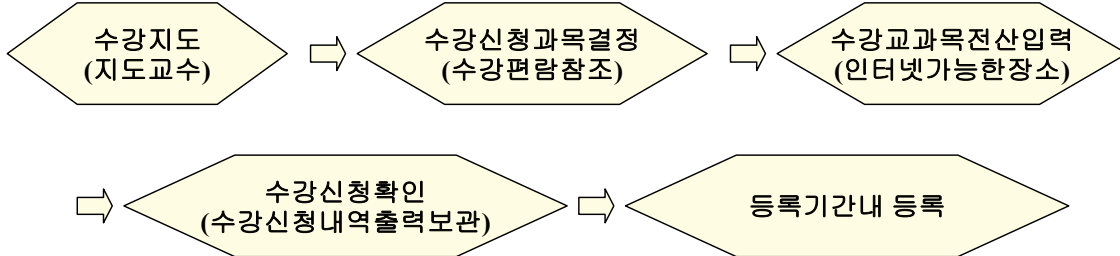 수강지도
(지도교수)
수강신청과목결정
(수강편람참조)
수강교과목전산입력
(인터넷가능한장소)
수강신청확인
(수강신청내역출력보관)
등록기간내 등록